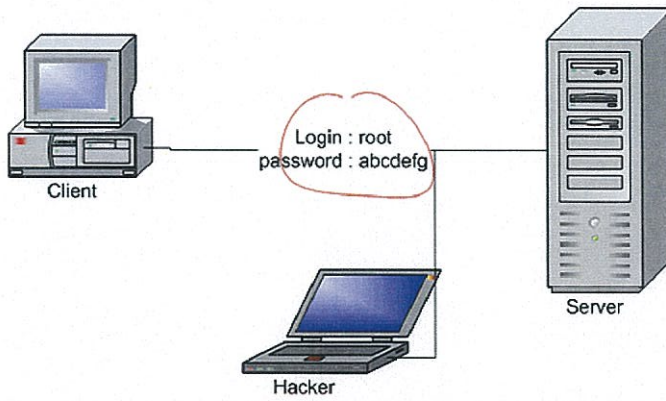 Login : root
password : abcdefg
Client
Server
Hacker